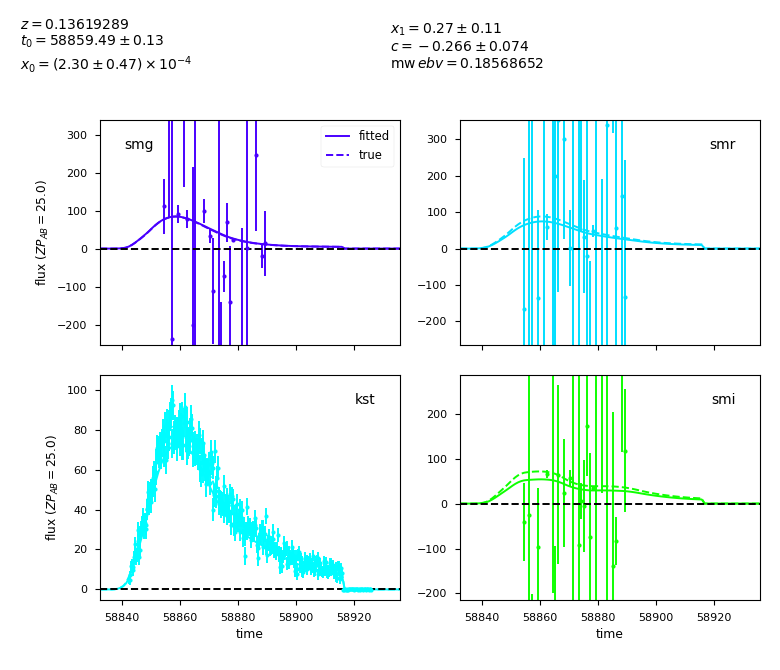 z = 0.13619289
t₀ = 58859.49 ± 0.13
x₀ = (2.30 ± 0.47) × 10⁻⁴
x₁ = 0.27 ± 0.11
c = −0.266 ± 0.074
mw ebv = 0.18568652
smg
fitted
true
300
200
100
0
−100
−200
flux (ZP_AB = 25.0)
smr
300
200
100
0
−100
−200
kst
100
80
60
40
20
0
flux (ZP_AB = 25.0)
58840 58860 58880 58900 58920
time
smi
200
100
0
−100
−200
58840 58860 58880 58900 58920
time